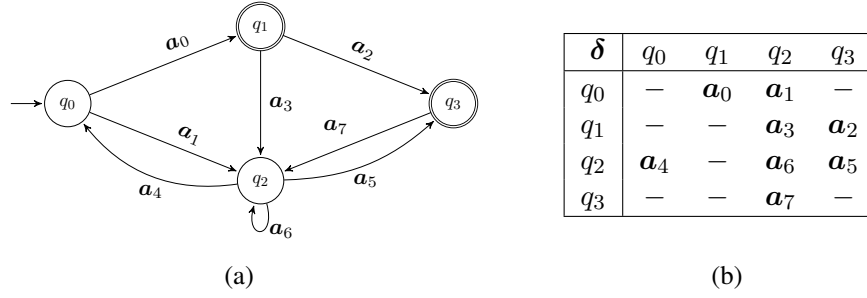 q₁
a₀
a₂
q₀
a₃
q₃
a₁
a₇
q₂
a₄
a₅
a₆
(a)
δ q₀ q₁ q₂ q₃
q₀ – a₀ a₁ –
q₁ – – a₃ a₂
q₂ a₄ – a₆ a₅
q₃ – – a₇ –
(b)